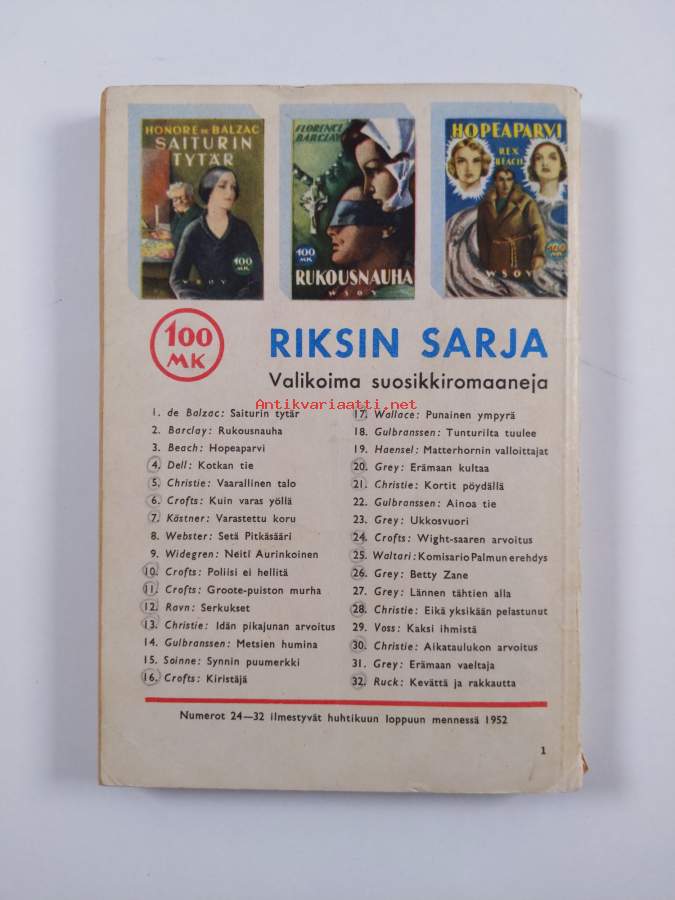 HONORÉ DE BALZAC
SAITURIN
TYTÄR
100
MK
WSOY
FLORENCE
BARCLAY
100
MK
RUKOUSNAUHA
WSOY
HOPEAPARVI
REX
BEACH
100
MK
WSOY
100
MK
RIKSIN SARJA
Valikoima suosikkiromaaneja
Antikvariaatti.net
1. de Balzac: Saiturin tytär
2. Barclay: Rukousnauha
3. Beach: Hopeaparvi
4. Dell: Kotkan tie
5. Christie: Vaarallinen talo
6. Crofts: Kuin varas yöllä
7. Kästner: Varastettu koru
8. Webster: Setä Pitkäsääri
9. Widegren: Neiti Aurinkoinen
10. Crofts: Poliisi ei hellitä
11. Crofts: Groote-puiston murha
12. Ravn: Serkukset
13. Christie: Idän pikajunan arvoitus
14. Gulbranssen: Metsien humina
15. Soinne: Synnin puumerkki
16. Crofts: Kiristäjä
17. Wallace: Punainen ympyrä
18. Gulbranssen: Tunturilta tuulee
19. Haensel: Matterhornin valloittajat
20. Grey: Erämaan kultaa
21. Christie: Kortit pöydällä
22. Gulbranssen: Ainoa tie
23. Grey: Ukkosvuori
24. Crofts: Wight-saaren arvoitus
25. Waltari: Komisario Palmun erehdys
26. Grey: Betty Zane
27. Grey: Lännen tähtien alla
28. Christie: Eikä yksikään pelastunut
29. Voss: Kaksi ihmistä
30. Christie: Aikataulukon arvoitus
31. Grey: Erämaan vaeltaja
32. Ruck: Kevättä ja rakkautta
Numerot 24—32 ilmestyvät huhtikuun loppuun mennessä 1952
1